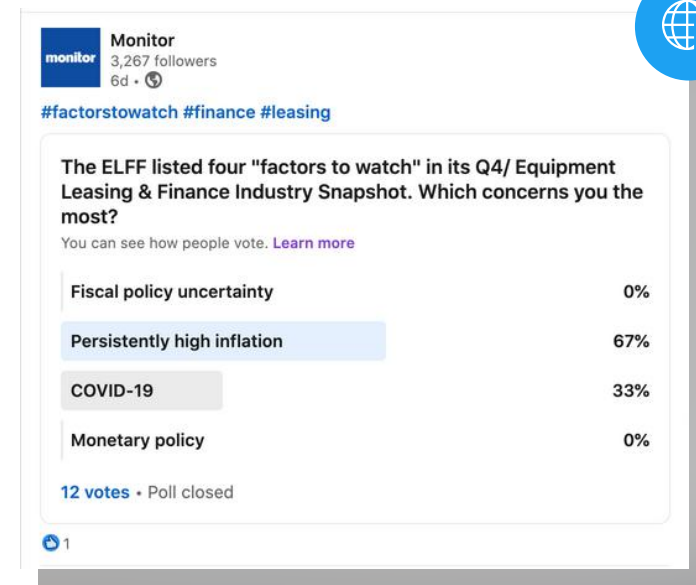 monitor
Monitor
3,267 followers
6d •
#factorstowatch #finance #leasing
The ELFF listed four "factors to watch" in its Q4/ Equipment
Leasing & Finance Industry Snapshot. Which concerns you the
most?
You can see how people vote. Learn more
Fiscal policy uncertainty 0%
Persistently high inflation 67%
COVID-19 33%
Monetary policy 0%
12 votes • Poll closed
1